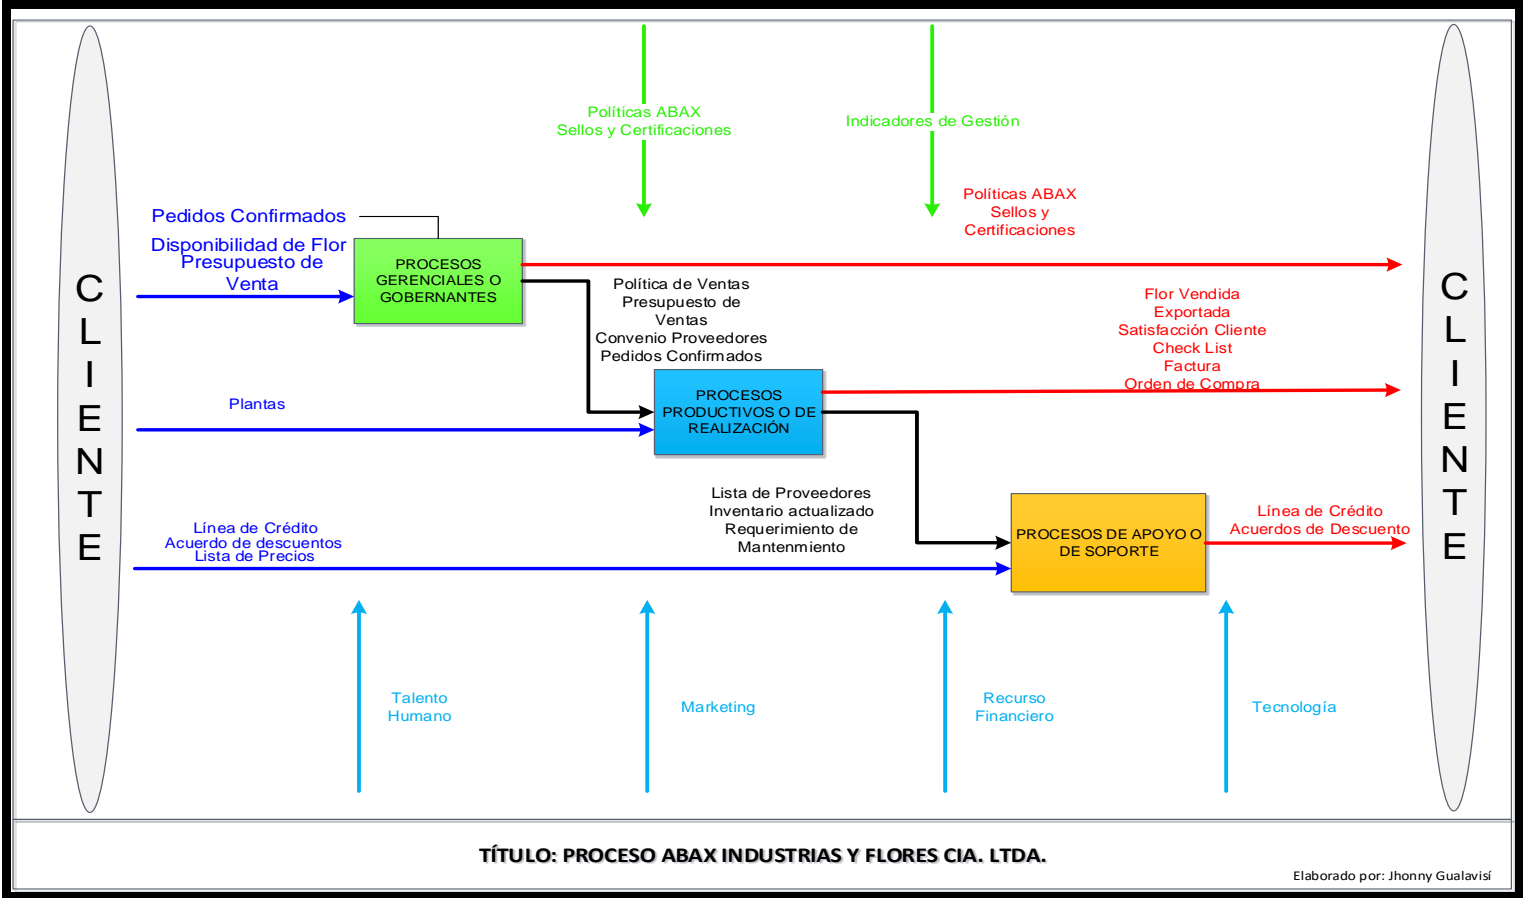 Políticas ABAX
Sellos y Certificaciones
Indicadores de Gestión
Políticas ABAX
Sellos y
Certificaciones
Pedidos Confirmados
Disponibilidad de Flor
Presupuesto de
Venta
PROCESOS
GERENCIALES O
GOBERNANTES
Política de Ventas
Presupuesto de
Ventas
Convenio Proveedores
Pedidos Confirmados
Flor Vendida
Exportada
Satisfacción Cliente
Check List
Factura
Orden de Compra
CLIENTE
CLIENTE
Plantas
PROCESOS
PRODUCTIVOS O DE
REALIZACIÓN
Línea de Crédito
Acuerdo de descuentos
Lista de Precios
Lista de Proveedores
Inventario actualizado
Requerimiento de
Mantenmiento
PROCESOS DE APOYO O
DE SOPORTE
Línea de Crédito
Acuerdos de Descuento
Talento
Humano
Marketing
Recurso
Financiero
Tecnología
TÍTULO: PROCESO ABAX INDUSTRIAS Y FLORES CIA. LTDA.
Elaborado por: Jhonny Gualavisí